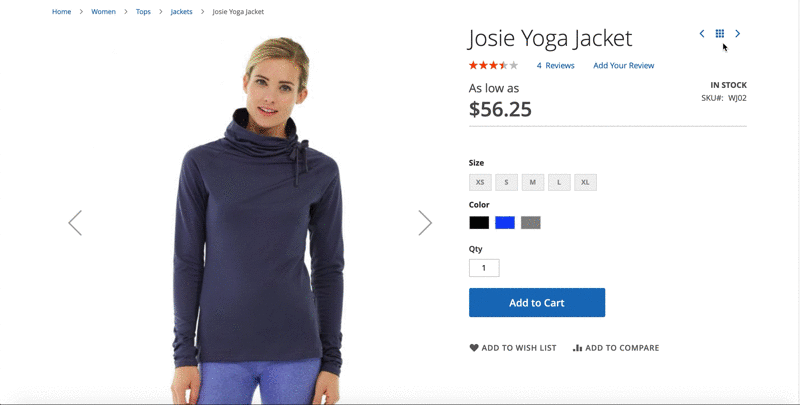 Home > Women > Tops > Jackets > Josie Yoga Jacket
Josie Yoga Jacket
4 Reviews Add Your Review
As low as
$56.25
IN STOCK
SKU#: WJ02
Size
XS S M L XL
Color
Qty
1
Add to Cart
ADD TO WISH LIST ADD TO COMPARE